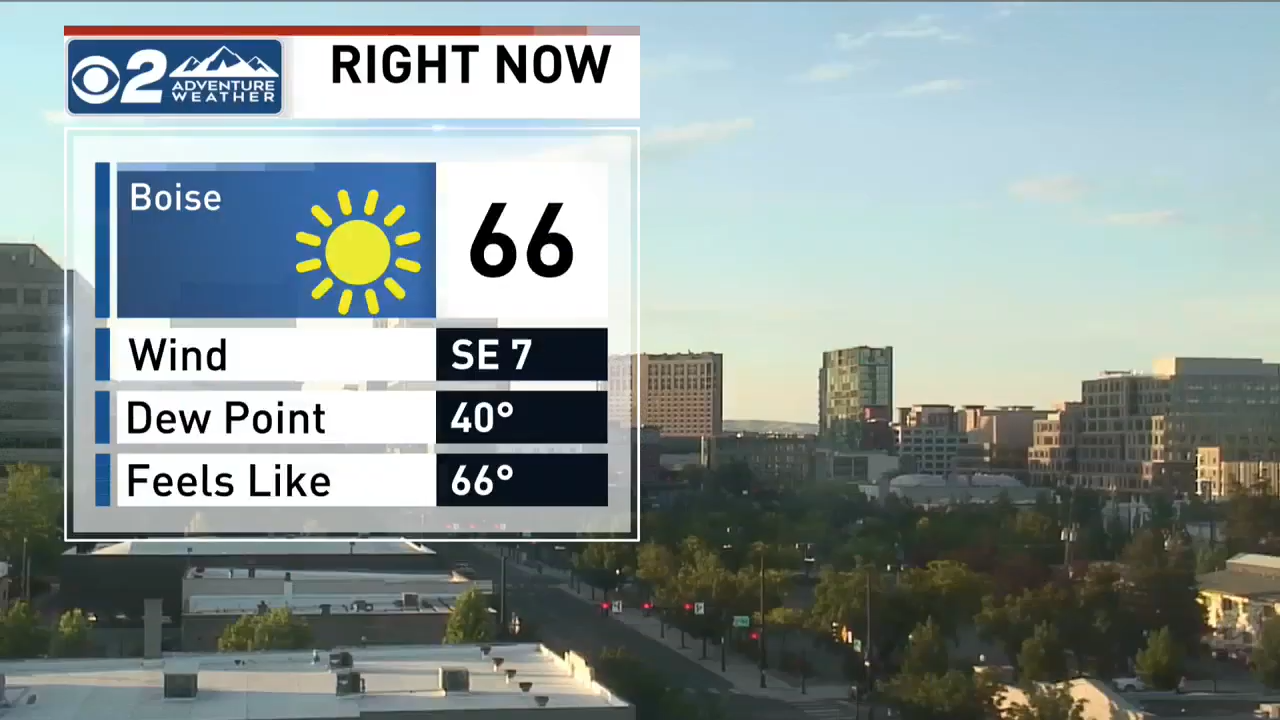 2 ADVENTURE WEATHER
RIGHT NOW
Boise
66
Wind SE 7
Dew Point 40°
Feels Like 66°